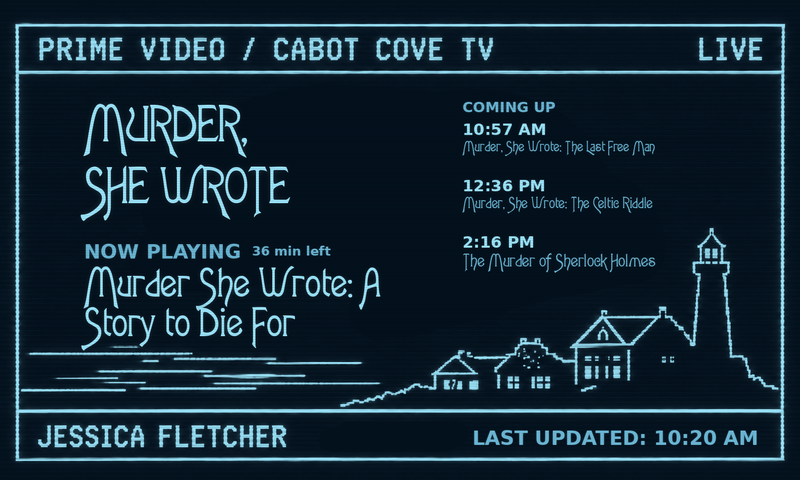 PRIME VIDEO / CABOT COVE TV
LIVE
MURDER,
SHE WROTE
NOW PLAYING 36 min left
Murder She Wrote: A
Story to Die For
COMING UP
10:57 AM
Murder, She Wrote: The Last Free Man
12:36 PM
Murder, She Wrote: The Celtic Riddle
2:16 PM
The Murder of Sherlock Holmes
JESSICA FLETCHER
LAST UPDATED: 10:20 AM